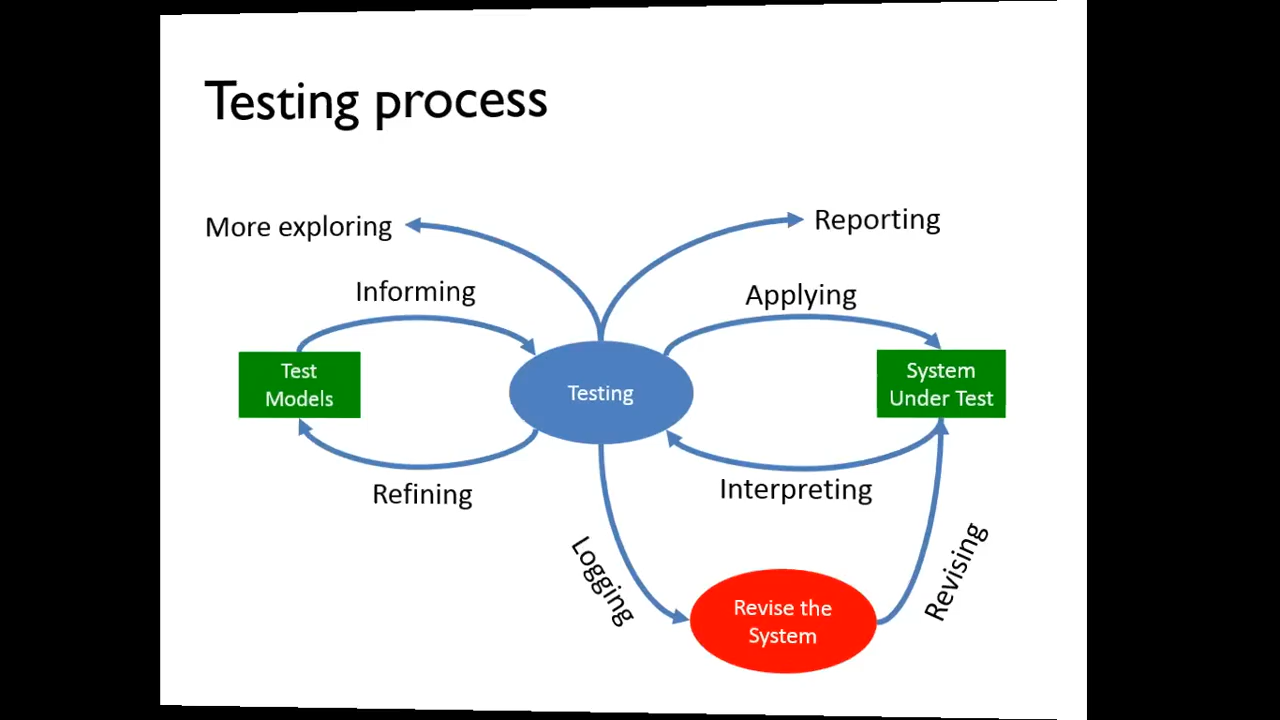 Testing process
More exploring
Reporting
Informing
Applying
Test
Models
Testing
System
Under Test
Refining
Interpreting
Logging
Revising
Revise the
System